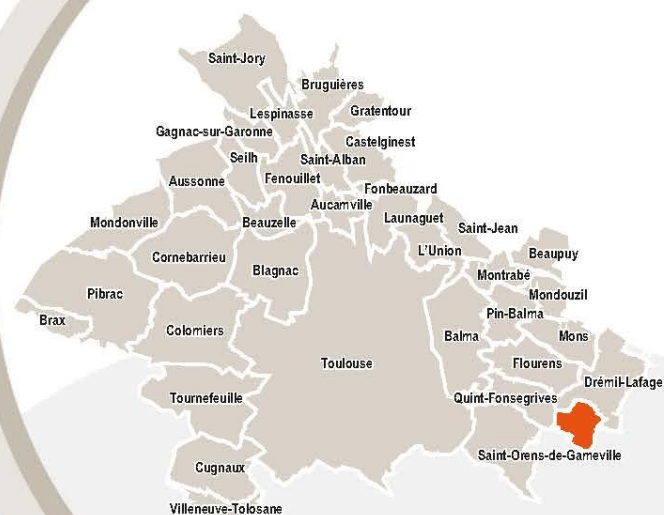 Saint-Jory
Bruguières
Lespinasse
Gratentour
Gagnac-sur-Garonne
Castelginest
Seilh
Saint-Alban
Aussonne
Fenouillet
Fonbeauzard
Aucamville
Launaguet
Mondonville
Beauzelle
Saint-Jean
L'Union
Beaupuy
Cornebarrieu
Blagnac
Montrabé
Pibrac
Mondouzil
Pin-Balma
Brax
Colomiers
Balma
Mons
Toulouse
Flourens
Drémil-Lafage
Tournefeuille
Quint-Fonsegrives
Saint-Orens-de-Gameville
Cugnaux
Villeneuve-Tolosane